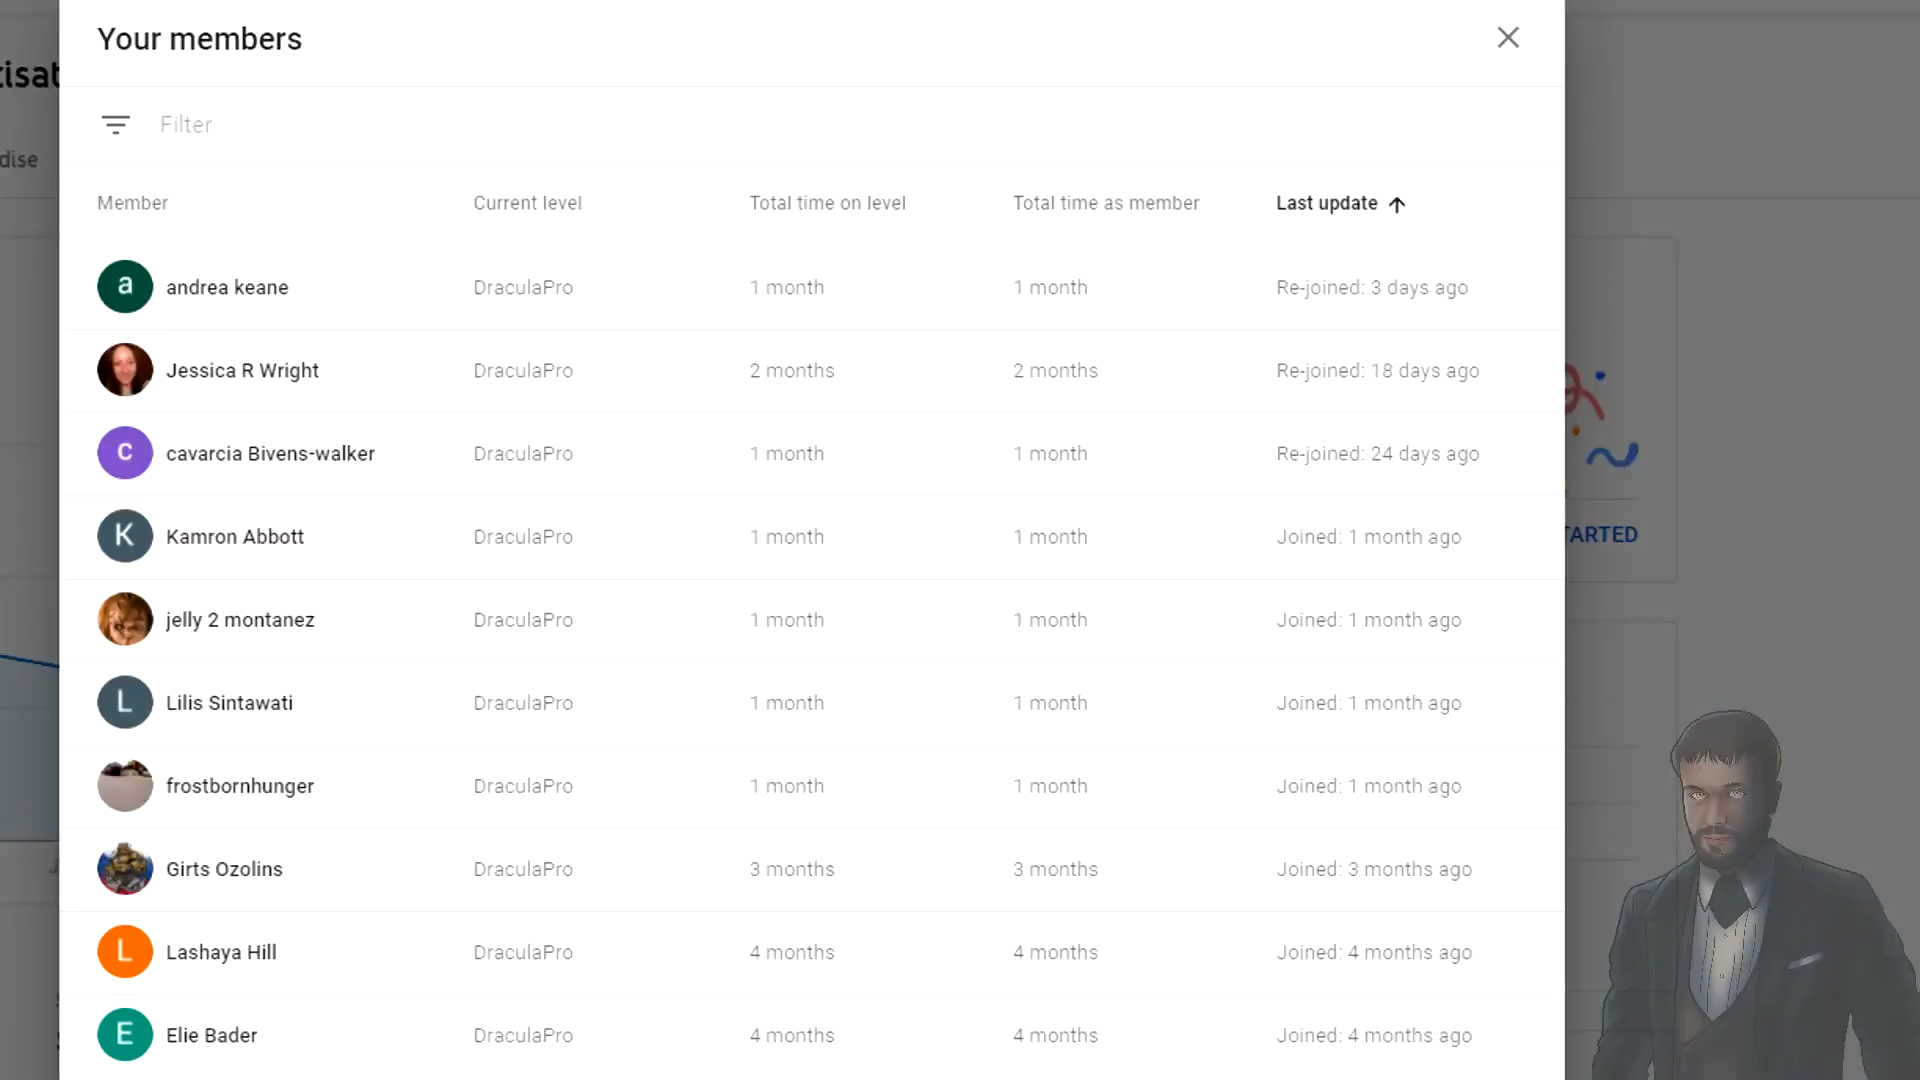 Your members
tisat
Filter
dise
Member Current level Total time on level Total time as member Last update
a andrea keane DraculaPro 1 month 1 month Re-joined: 3 days ago
Jessica R Wright DraculaPro 2 months 2 months Re-joined: 18 days ago
c cavarcia Bivens-walker DraculaPro 1 month 1 month Re-joined: 24 days ago
K Kamron Abbott DraculaPro 1 month 1 month Joined: 1 month ago
TARTED
jelly 2 montanez DraculaPro 1 month 1 month Joined: 1 month ago
L Lilis Sintawati DraculaPro 1 month 1 month Joined: 1 month ago
frostbornhunger DraculaPro 1 month 1 month Joined: 1 month ago
Girts Ozolins DraculaPro 3 months 3 months Joined: 3 months ago
L Lashaya Hill DraculaPro 4 months 4 months Joined: 4 months ago
E Elie Bader DraculaPro 4 months 4 months Joined: 4 months ago